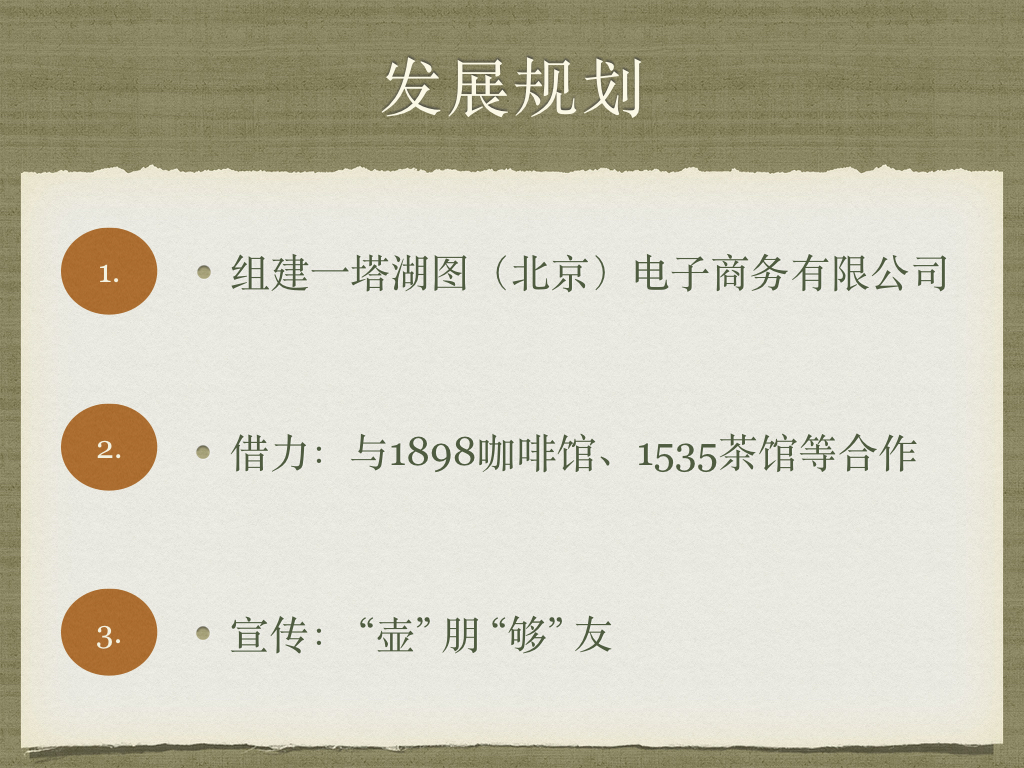 发展规划
1.
• 组建一塔湖图（北京）电子商务有限公司
2.
• 借力：与1898咖啡馆、1535茶馆等合作
3.
• 宣传：“壶”朋“够”友